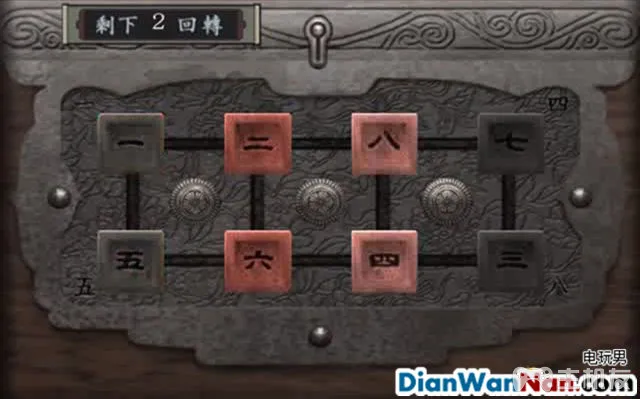 剩下 2 回轉
一 四
一 二 八 七
五 六 四 三
五 八
电玩男
DianWanNan.com